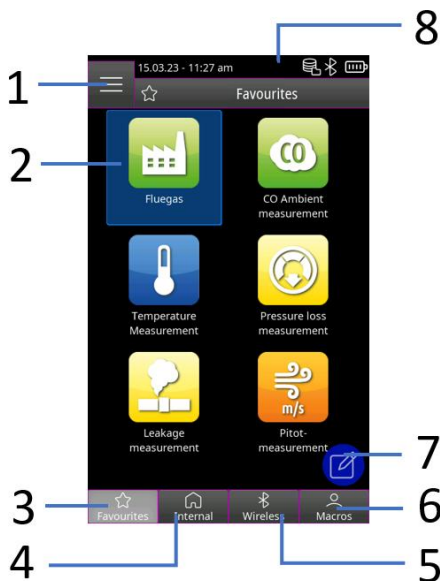 8
15.03.23 - 11:27 am
1
Favourites
2
CO
Fluegas
CO Ambient
measurement
Temperature
Measurement
Pressure loss
measurement
m/s
Leakage
measurement
Pitot-
measurement
7
3
Favourites
Internal
Wireless
Macros
6
4
5